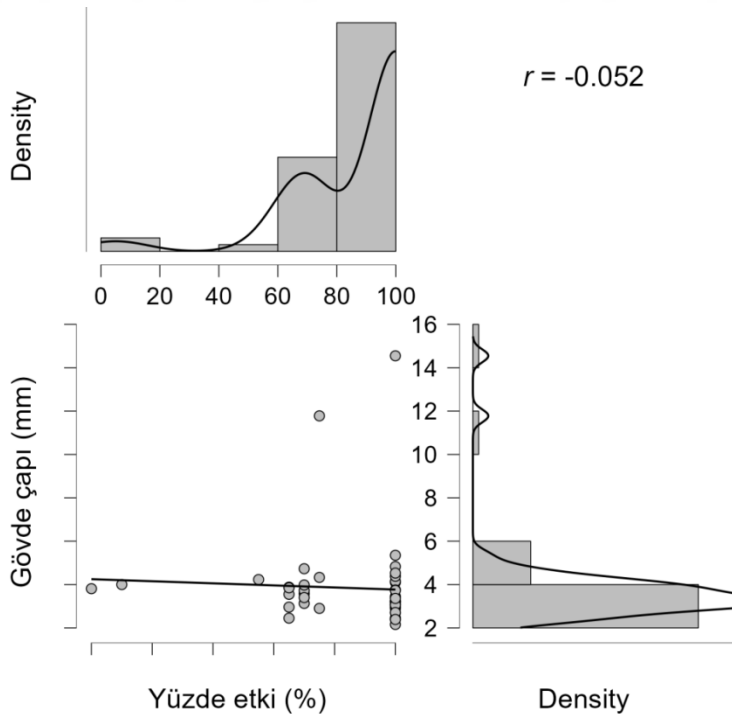 Density
r = -0.052
0 20 40 60 80 100
Gövde çapı (mm)
16
14
12
10
8
6
4
2
Yüzde etki (%)
Density